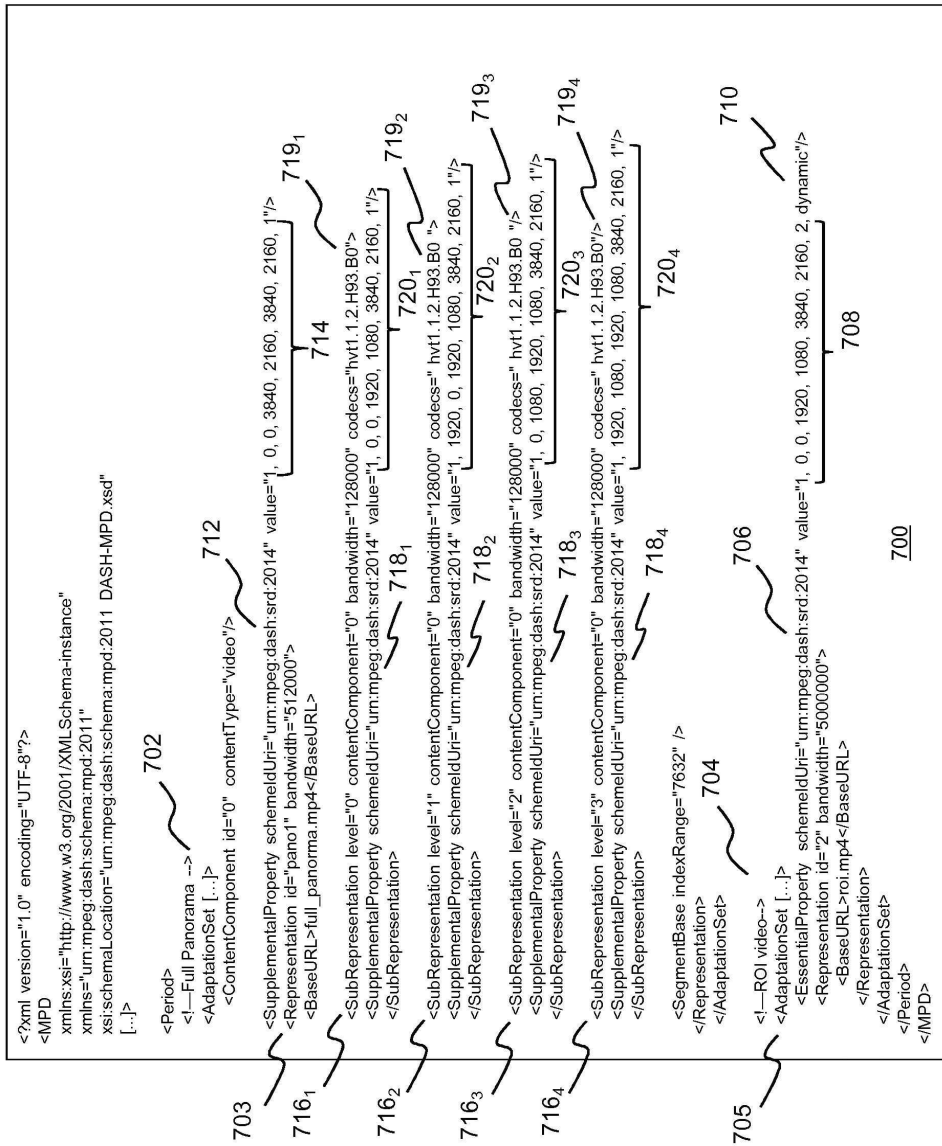 <?xml version="1.0" encoding="UTF-8"?>
<MPD
xmlns:xsi="http://www.w3.org/2001/XMLSchema-instance"
xmlns="urn:mpeg:dash:schema:mpd:2011"
xsi:schemaLocation="urn:mpeg:dash:schema:mpd:2011 DASH-MPD.xsd"
[...]>
702
<Period>
<!—Full Panorama -->
<AdaptationSet [...]>
<ContentComponent id="0" contentType="video"/>
712
703
<SupplementalProperty schemeIdUri="urn:mpeg:dash:srd:2014" value="1, 0, 0, 3840, 2160, 3840, 2160, 1"/>
<Representation id="pano1" bandwidth="512000">
714
719₁
<BaseURL>full_panorma.mp4</BaseURL>
716₁
<SubRepresentation level="0" contentComponent="0" bandwidth="128000" codecs="hvt1.1.2.H93.B0">
<SupplementalProperty schemeIdUri="urn:mpeg:dash:srd:2014" value="1, 0, 0, 1920, 1080, 3840, 2160, 1"/>
</SubRepresentation>
718₁
720₁
719₂
716₂
<SubRepresentation level="1" contentComponent="0" bandwidth="128000" codecs=" hvt1.1.2.H93.B0 ">
<SupplementalProperty schemeIdUri="urn:mpeg:dash:srd:2014" value="1, 1920, 0, 1920, 1080, 3840, 2160, 1"/>
</SubRepresentation>
718₂
720₂
719₃
716₃
<SubRepresentation level="2" contentComponent="0" bandwidth="128000" codecs=" hvt1.1.2.H93.B0 "/>
<SupplementalProperty schemeIdUri="urn:mpeg:dash:srd:2014" value="1, 0, 1080, 1920, 1080, 3840, 2160, 1"/>
</SubRepresentation>
718₃
720₃
719₄
716₄
<SubRepresentation level="3" contentComponent="0" bandwidth="128000" codecs=" hvt1.1.2.H93.B0"/>
<SupplementalProperty schemeIdUri="urn:mpeg:dash:srd:2014" value="1, 1920, 1080, 1920, 1080, 3840, 2160, 1"/>
</SubRepresentation>
718₄
720₄
<SegmentBase indexRange="7632" />
</Representation>
</AdaptationSet>
704
706
710
<!—ROI video-->
705
<AdaptationSet [...]>
<EssentialProperty schemeIdUri="urn:mpeg:dash:srd:2014" value="1, 0, 0, 1920, 1080, 3840, 2160, 2, dynamic"/>
<Representation id="2" bandwidth="5000000">
708
<BaseURL>roi.mp4</BaseURL>
</Representation>
</AdaptationSet>
</Period>
</MPD>
700